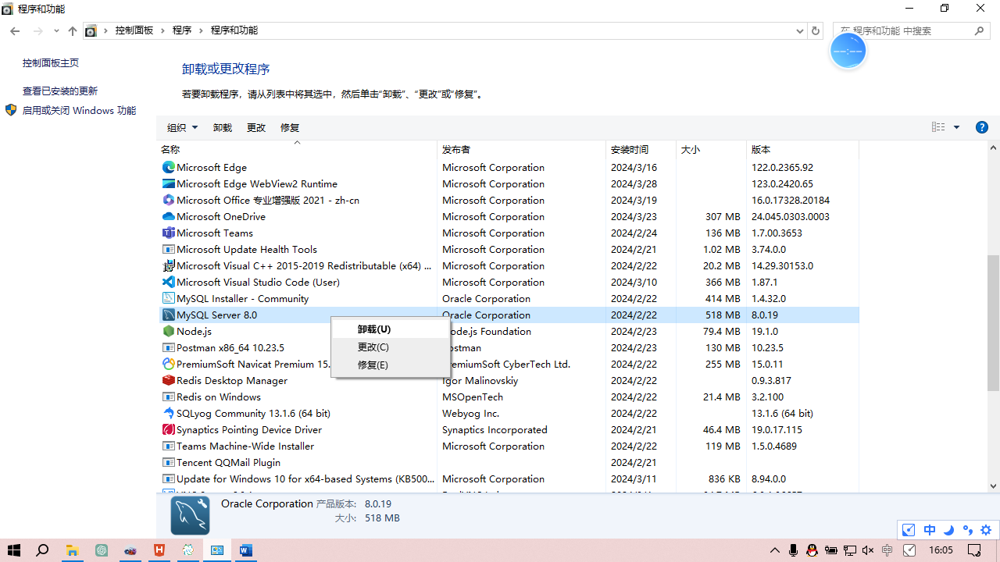 程序和功能
控制面板 程序 程序和功能
在 程序和功能 中搜索
控制面板主页
查看已安装的更新
启用或关闭 Windows 功能
卸载或更改程序
若要卸载程序，请从列表中将其选中，然后单击“卸载”、“更改”或“修复”。
组织 卸载 更改 修复
名称 发布者 安装时间 大小 版本
Microsoft Edge Microsoft Corporation 2024/3/16 122.0.2365.92
Microsoft Edge WebView2 Runtime Microsoft Corporation 2024/3/28 123.0.2420.65
Microsoft Office 专业增强版 2021 - zh-cn Microsoft Corporation 2024/3/19 16.0.17328.20184
Microsoft OneDrive Microsoft Corporation 2024/3/23 307 MB 24.045.0303.0003
Microsoft Teams Microsoft Corporation 2024/2/24 136 MB 1.7.00.3653
Microsoft Update Health Tools Microsoft Corporation 2024/2/21 1.02 MB 3.74.0.0
Microsoft Visual C++ 2015-2019 Redistributable (x64) ... Microsoft Corporation 2024/2/22 20.2 MB 14.29.30153.0
Microsoft Visual Studio Code (User) Microsoft Corporation 2024/3/10 366 MB 1.87.1
MySQL Installer - Community Oracle Corporation 2024/2/22 414 MB 1.4.32.0
MySQL Server 8.0 Oracle Corporation 2024/2/22 518 MB 8.0.19
卸载(U)
更改(C)
修复(E)
Node.js Node.js Foundation 2024/2/23 79.4 MB 19.1.0
Postman x86_64 10.23.5 Postman 2024/2/23 130 MB 10.23.5
PremiumSoft Navicat Premium 15. PremiumSoft CyberTech Ltd. 2024/2/22 255 MB 15.0.11
Redis Desktop Manager Igor Malinovskiy 2024/2/22 0.9.3.817
Redis on Windows MSOpenTech 2024/2/22 21.4 MB 3.2.100
SQLyog Community 13.1.6 (64 bit) Webyog Inc. 2024/2/22 13.1.6 (64 bit)
Synaptics Pointing Device Driver Synaptics Incorporated 2024/2/21 46.4 MB 19.0.17.115
Teams Machine-Wide Installer Microsoft Corporation 2024/2/22 119 MB 1.5.0.4689
Tencent QQMail Plugin 2024/2/21
Update for Windows 10 for x64-based Systems (KB500... Microsoft Corporation 2024/3/11 836 KB 8.94.0.0
Oracle Corporation 产品版本: 8.0.19
大小: 518 MB
中
中 16:05